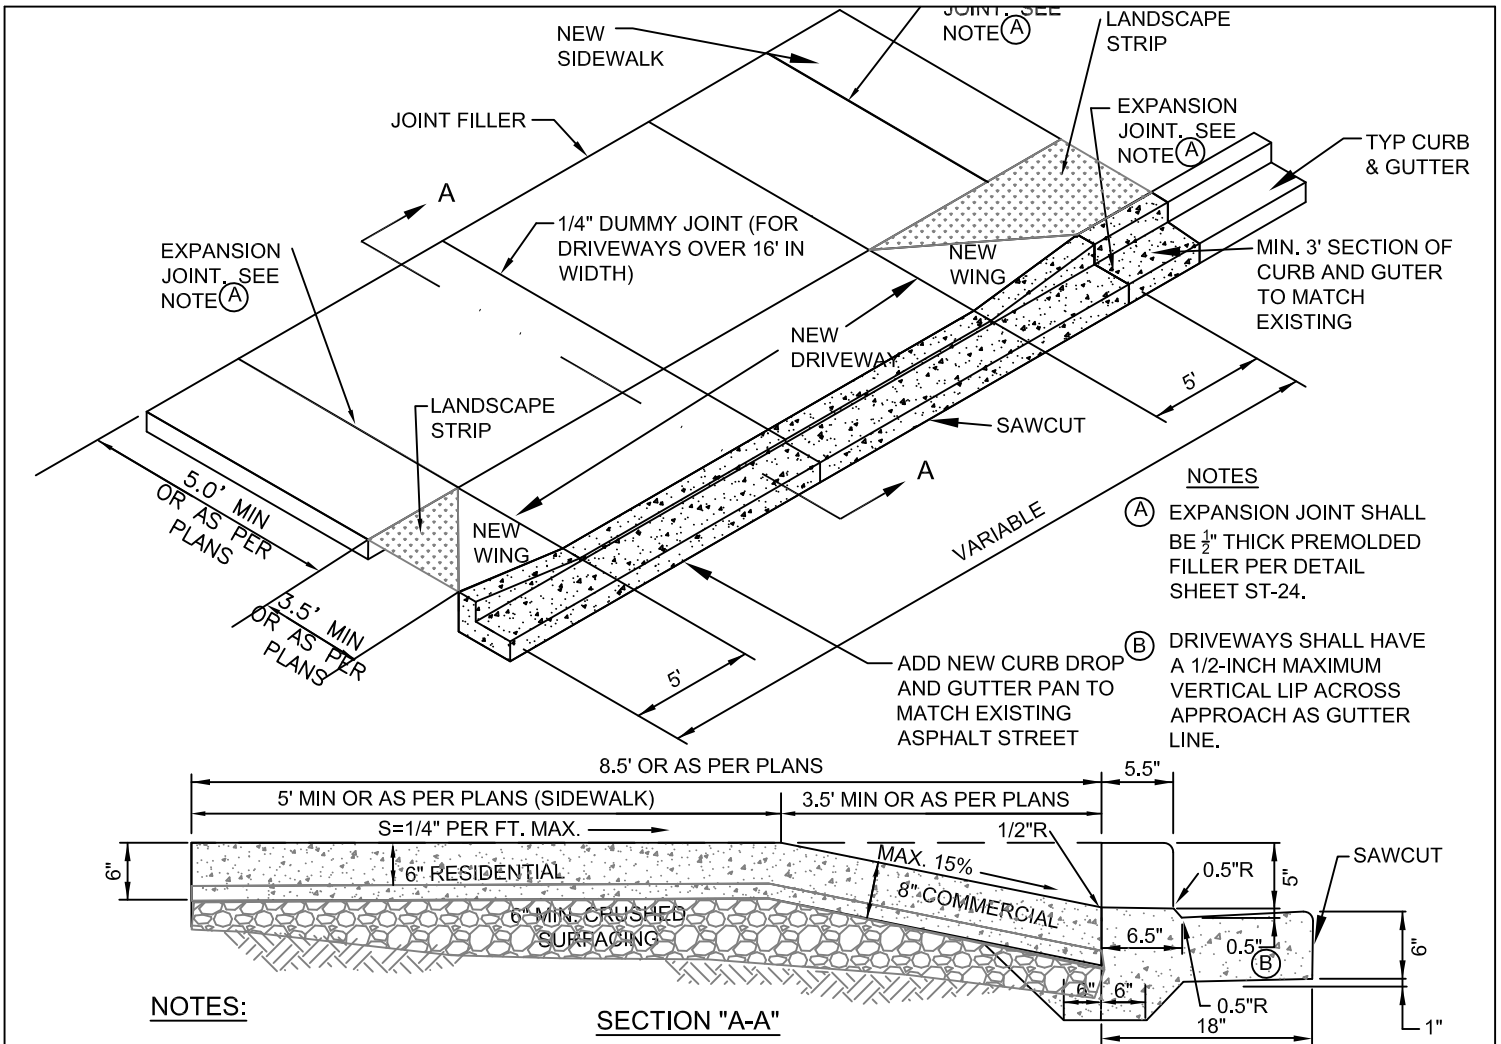 JOINT. SEE
NOTE A
LANDSCAPE
STRIP
NEW
SIDEWALK
JOINT FILLER
EXPANSION
JOINT. SEE
NOTE A
TYP CURB
& GUTTER
A
1/4" DUMMY JOINT (FOR
DRIVEWAYS OVER 16' IN
WIDTH)
EXPANSION
JOINT. SEE
NOTE A
NEW
WING
MIN. 3' SECTION OF
CURB AND GUTER
TO MATCH
EXISTING
NEW
DRIVEWAY
5'
LANDSCAPE
STRIP
SAWCUT
A
5.0' MIN
OR AS PER
PLANS
NEW
WING
VARIABLE
3.5' MIN
OR AS PER
PLANS
5'
ADD NEW CURB DROP
AND GUTTER PAN TO
MATCH EXISTING
ASPHALT STREET
NOTES
A EXPANSION JOINT SHALL
BE 1/2" THICK PREMOLDED
FILLER PER DETAIL
SHEET ST-24.
B DRIVEWAYS SHALL HAVE
A 1/2-INCH MAXIMUM
VERTICAL LIP ACROSS
APPROACH AS GUTTER
LINE.
8.5' OR AS PER PLANS
5.5"
5' MIN OR AS PER PLANS (SIDEWALK)
3.5' MIN OR AS PER PLANS
S=1/4" PER FT. MAX.
1/2"R
6"
6" RESIDENTIAL
MAX. 15%
8" COMMERCIAL
0.5"R
5"
SAWCUT
6" MIN. CRUSHED
SURFACING
6.5"
0.5"
B
6"
6"
6"
0.5"R
18"
1"
NOTES:
SECTION "A-A"